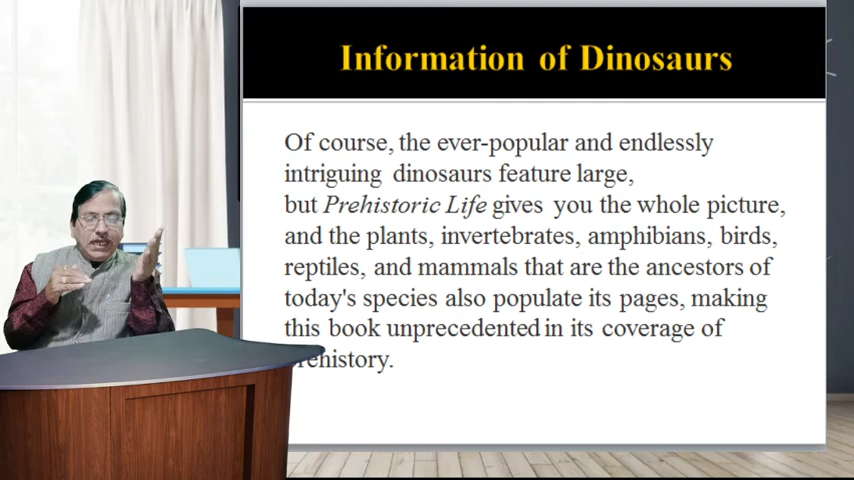 Information of Dinosaurs
Of course, the ever-popular and endlessly
intriguing dinosaurs feature large,
but Prehistoric Life gives you the whole picture,
and the plants, invertebrates, amphibians, birds,
reptiles, and mammals that are the ancestors of
today's species also populate its pages, making
this book unprecedented in its coverage of
prehistory.